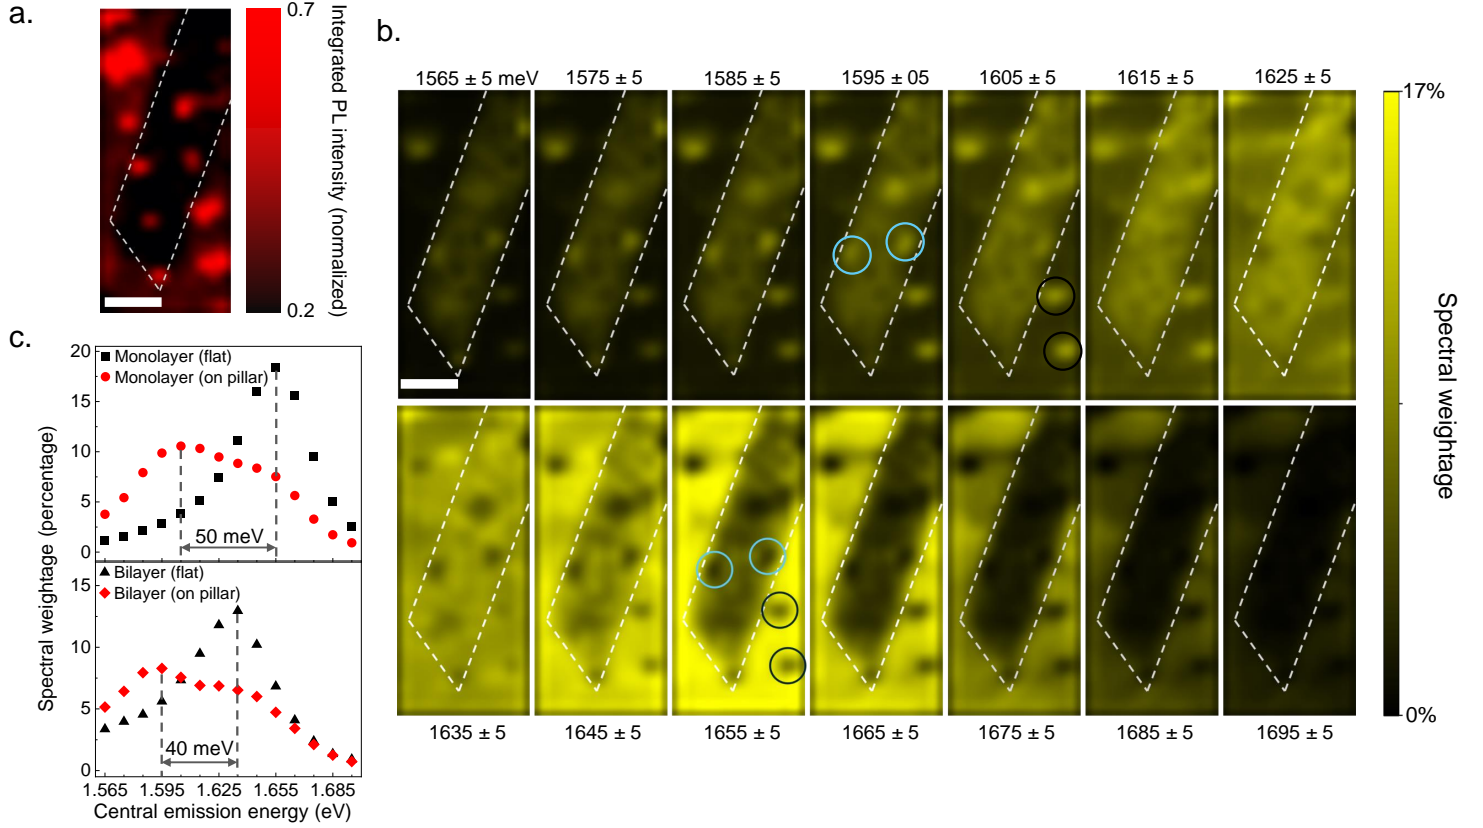 a.
0.7
0.2
Integrated PL intensity (normalized)
b.
1565 ± 5 meV
1575 ± 5
1585 ± 5
1595 ± 05
1605 ± 5
1615 ± 5
1625 ± 5
1635 ± 5
1645 ± 5
1655 ± 5
1665 ± 5
1675 ± 5
1685 ± 5
1695 ± 5
17%
0%
Spectral weightage
c.
Spectral weightage (percentage)
20
15
10
5
0
Monolayer (flat)
Monolayer (on pillar)
50 meV
15
10
5
0
Bilayer (flat)
Bilayer (on pillar)
40 meV
1.565
1.595
1.625
1.655
1.685
Central emission energy (eV)